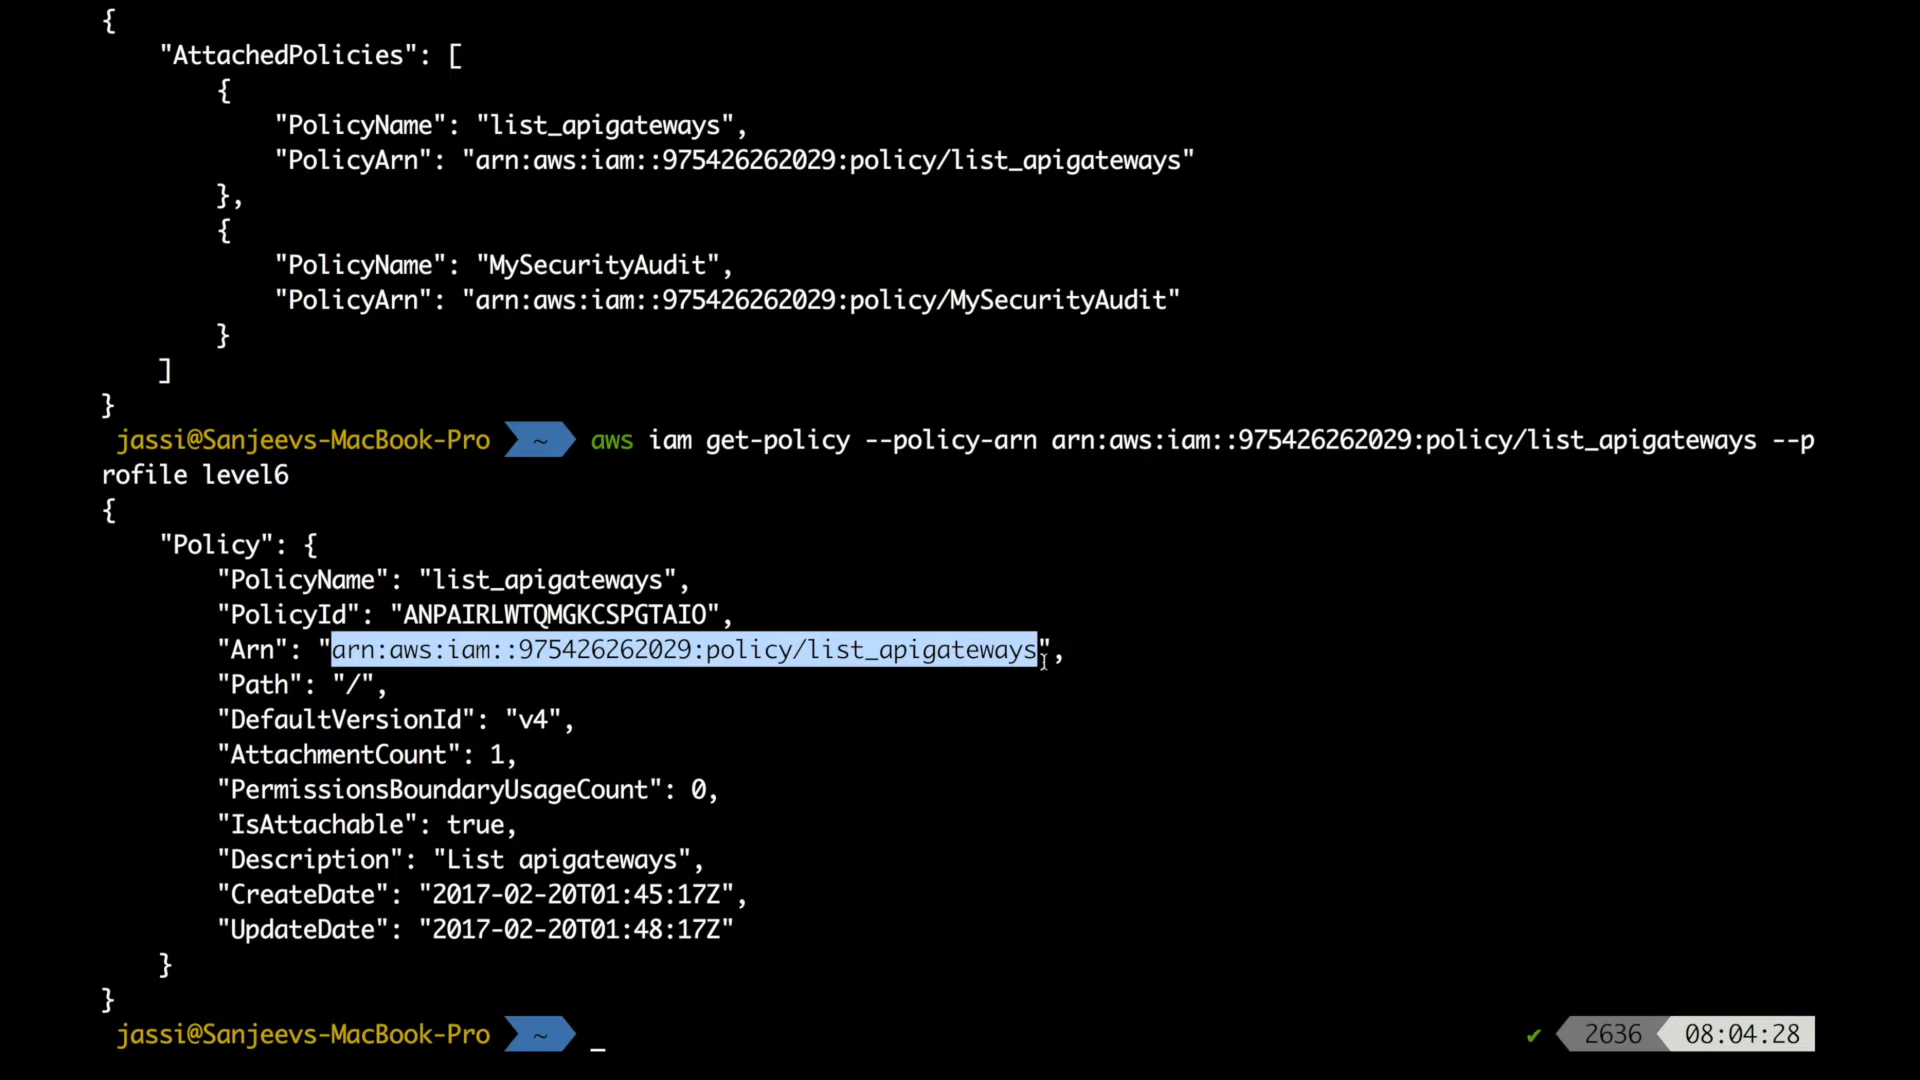 {
    "AttachedPolicies": [
        {
            "PolicyName": "list_apigateways",
            "PolicyArn": "arn:aws:iam::975426262029:policy/list_apigateways"
        },
        {
            "PolicyName": "MySecurityAudit",
            "PolicyArn": "arn:aws:iam::975426262029:policy/MySecurityAudit"
        }
    ]
}
jassi@Sanjeevs-MacBook-Pro ~ aws iam get-policy --policy-arn arn:aws:iam::975426262029:policy/list_apigateways --p
rofile level6
{
    "Policy": {
        "PolicyName": "list_apigateways",
        "PolicyId": "ANPAIRLWTQMGKCSPGTAIO",
        "Arn": "arn:aws:iam::975426262029:policy/list_apigateways",
        "Path": "/",
        "DefaultVersionId": "v4",
        "AttachmentCount": 1,
        "PermissionsBoundaryUsageCount": 0,
        "IsAttachable": true,
        "Description": "List apigateways",
        "CreateDate": "2017-02-20T01:45:17Z",
        "UpdateDate": "2017-02-20T01:48:17Z"
    }
}
jassi@Sanjeevs-MacBook-Pro ~ _ ✔ 2636 08:04:28